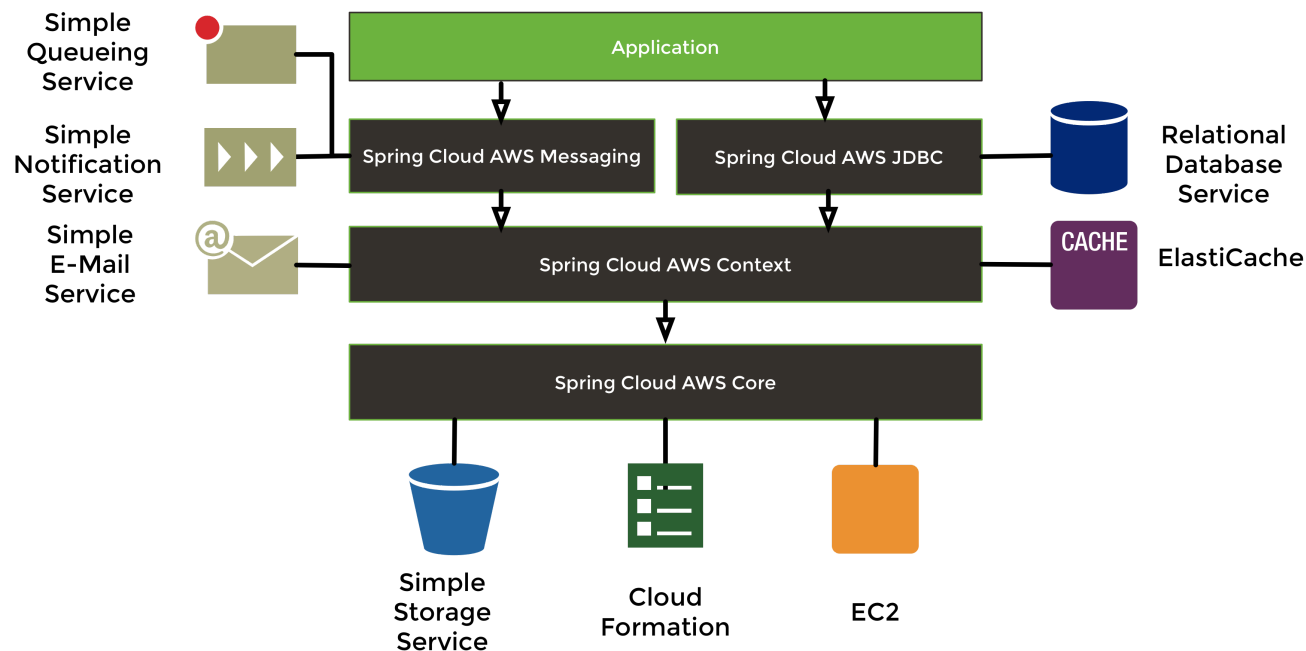 Simple
Queueing
Service
Application
Simple
Notification
Service
Spring Cloud AWS Messaging
Spring Cloud AWS JDBC
Relational
Database
Service
Simple
E-Mail
Service
@
Spring Cloud AWS Context
CACHE
ElastiCache
Spring Cloud AWS Core
Simple
Storage
Service
Cloud
Formation
EC2